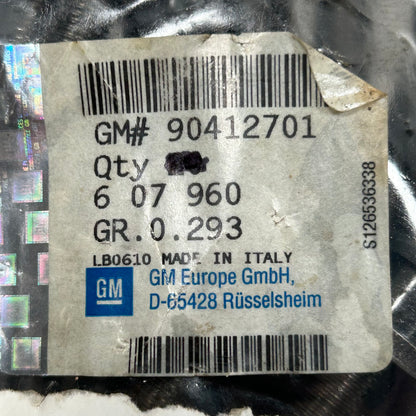 GM# 90412701
Qty
6 07 960
GR.0.293
LB0610 MADE IN ITALY
GM
GM Europe GmbH,
D-65428 Rüsselsheim
S126536338